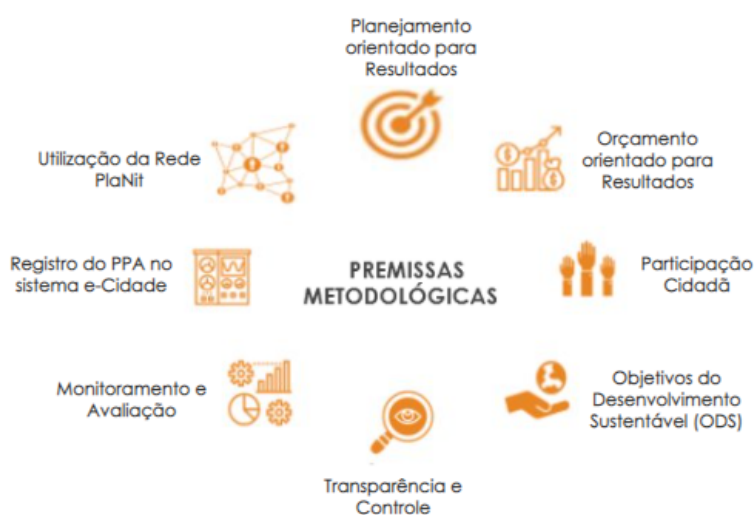 Planejamento
orientado para
Resultados
Orçamento
orientado para
Resultados
Participação
Cidadã
Objetivos do
Desenvolvimento
Sustentável (ODS)
Transparência e
Controle
Monitoramento e
Avaliação
Registro do PPA no
sistema e-Cidade
Utilização da Rede
PlaNit
PREMISSAS
METODOLÓGICAS